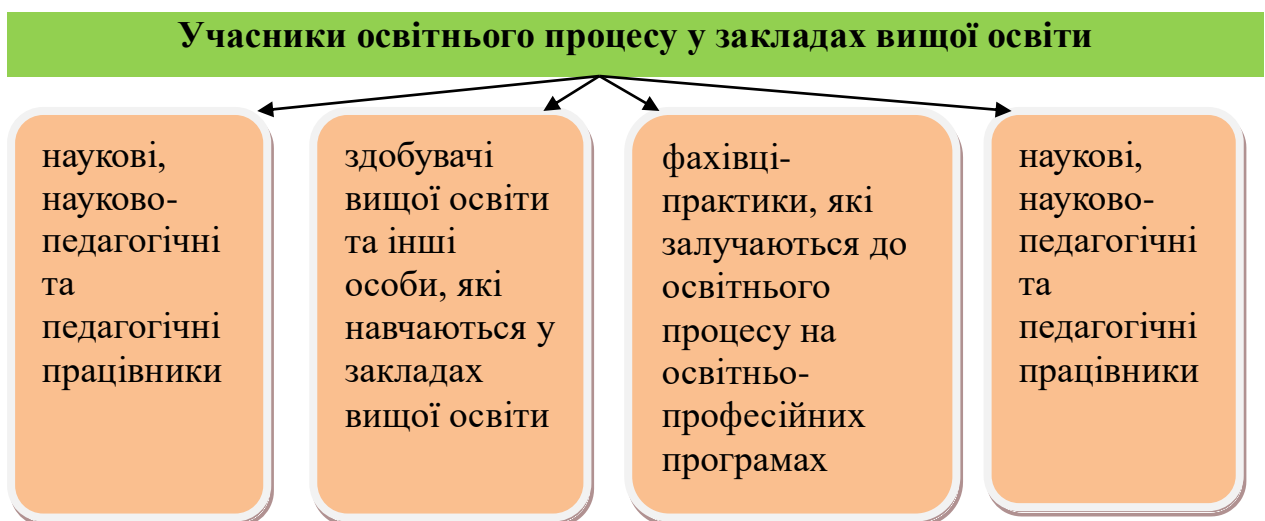 Учасники освітнього процесу у закладах вищої освіти
наукові,
науково-
педагогічні
та
педагогічні
працівники
здобувачі
вищої освіти
та інші
особи, які
навчаються у
закладах
вищої освіти
фахівці-
практики, які
залучаються до
освітнього
процесу на
освітньо-
професійних
програмах
наукові,
науково-
педагогічні
та
педагогічні
працівники